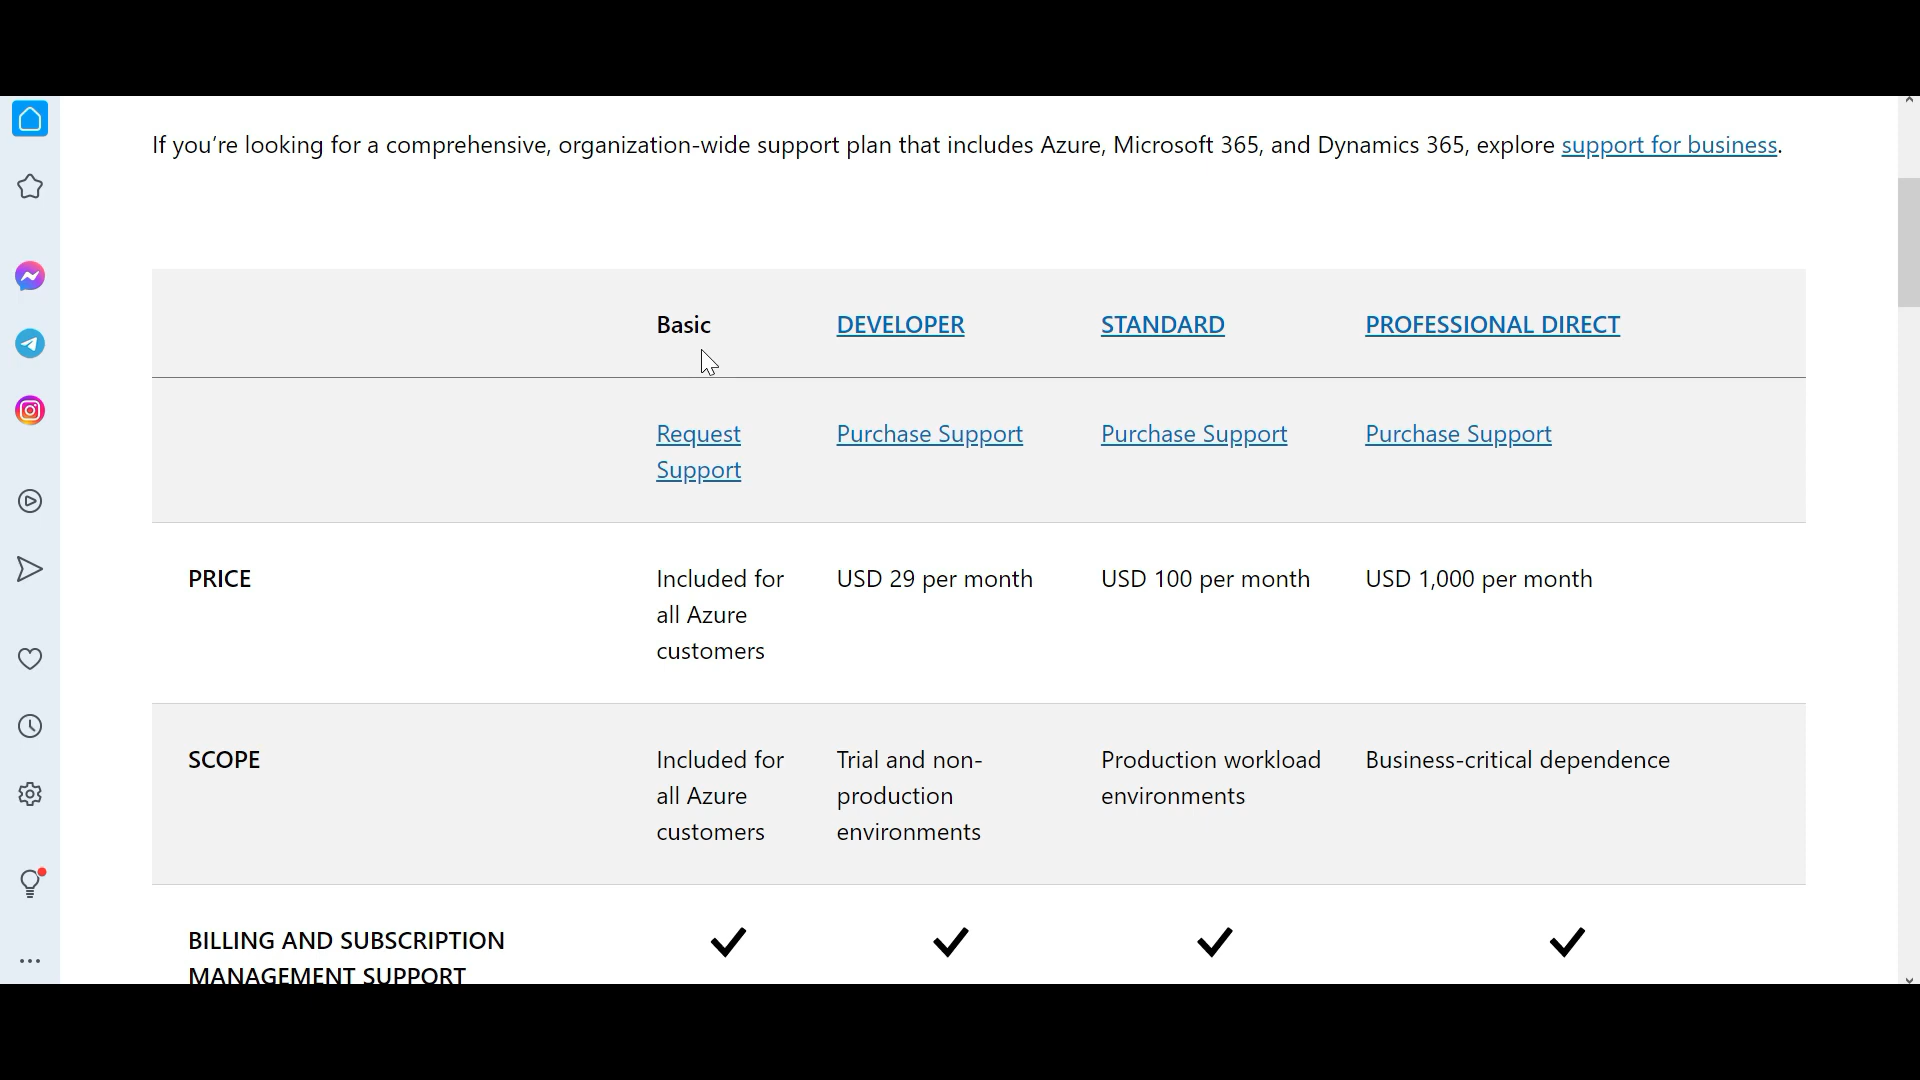 If you're looking for a comprehensive, organization-wide support plan that includes Azure, Microsoft 365, and Dynamics 365, explore support for business.
Basic DEVELOPER STANDARD PROFESSIONAL DIRECT
Request Purchase Support Purchase Support Purchase Support
Support
PRICE Included for USD 29 per month USD 100 per month USD 1,000 per month
all Azure
customers
SCOPE Included for Trial and non- Production workload Business-critical dependence
all Azure production environments
customers environments
BILLING AND SUBSCRIPTION
MANAGEMENT SUPPORT